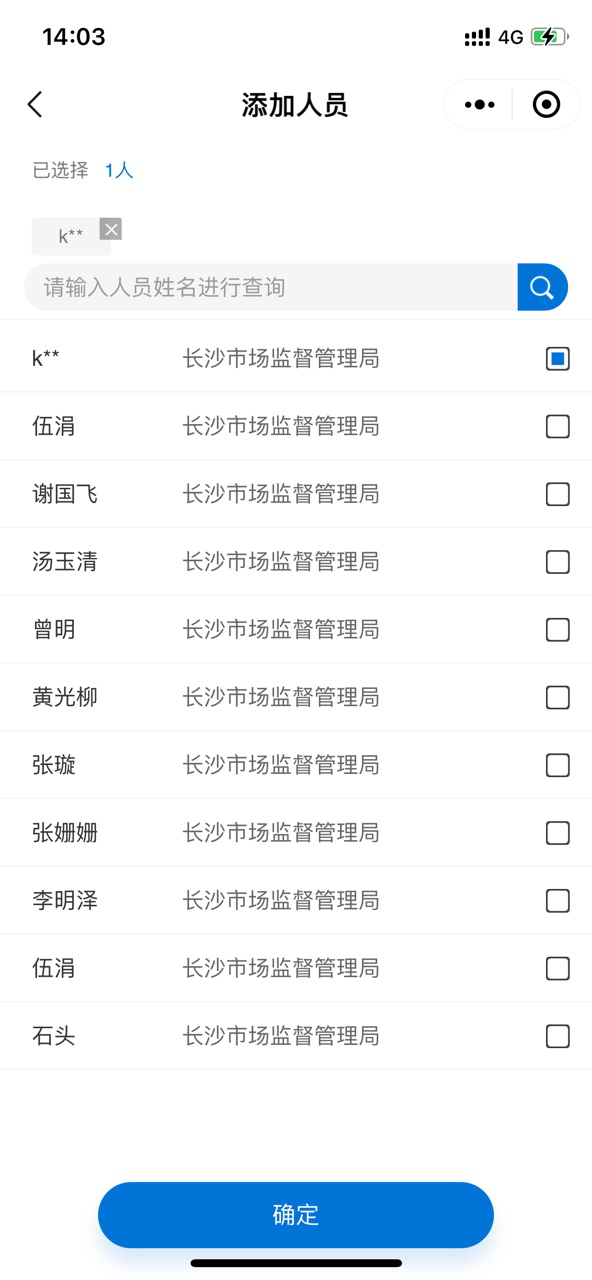 14:03 4G
添加人员
已选择 1人
k**
请输入人员姓名进行查询
k** 长沙市场监督管理局
伍涓 长沙市场监督管理局
谢国飞 长沙市场监督管理局
汤玉清 长沙市场监督管理局
曾明 长沙市场监督管理局
黄光柳 长沙市场监督管理局
张璇 长沙市场监督管理局
张姗姗 长沙市场监督管理局
李明泽 长沙市场监督管理局
伍涓 长沙市场监督管理局
石头 长沙市场监督管理局
确定